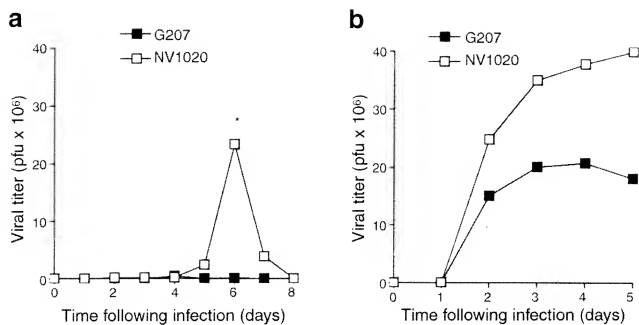 a
G207
NV1020
40
30
20
10
0
*
0
2
4
6
8
Viral titer (pfu x 10⁶)
Time following infection (days)
b
G207
NV1020
40
30
20
10
0
0
1
2
3
4
5
Viral titer (pfu x 10⁶)
Time following infection (days)